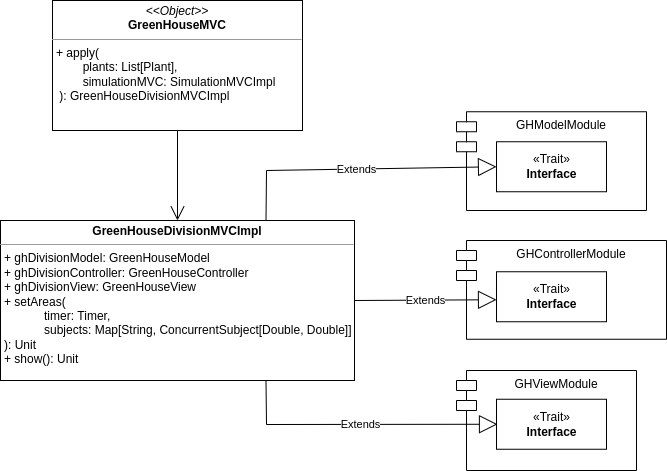 <<Object>>
GreenHouseMVC
+ apply(
plants: List[Plant],
simulationMVC: SimulationMVCImpl
): GreenHouseDivisionMVCImpl
GHModelModule
«Trait»
Interface
Extends
GreenHouseDivisionMVCImpl
+ ghDivisionModel: GreenHouseModel
+ ghDivisionController: GreenHouseController
+ ghDivisionView: GreenHouseView
+ setAreas(
timer: Timer,
subjects: Map[String, ConcurrentSubject[Double, Double]]
): Unit
+ show(): Unit
GHControllerModule
«Trait»
Interface
Extends
GHViewModule
«Trait»
Interface
Extends